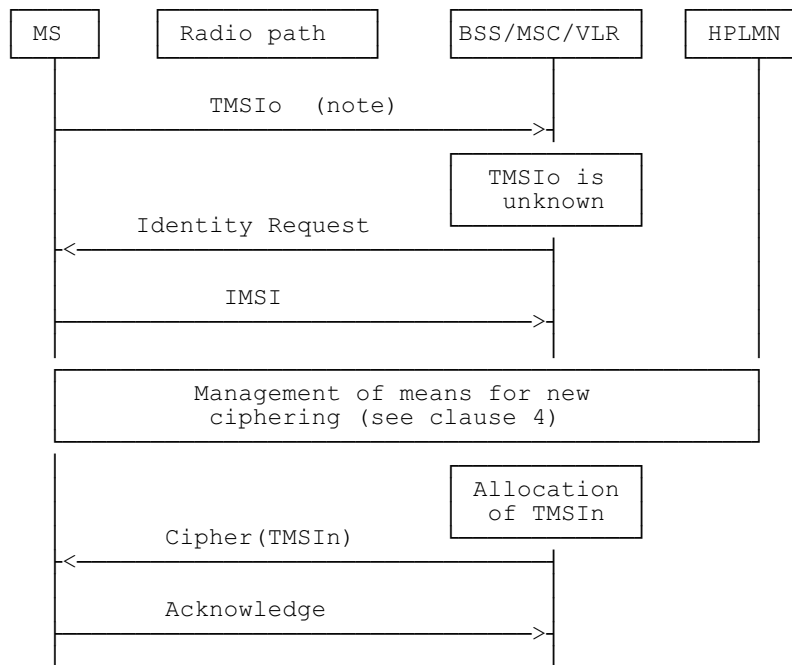 MS Radio path BSS/MSC/VLR HPLMN
TMSIo (note)
TMSIo is
unknown
Identity Request
IMSI
Management of means for new
ciphering (see clause 4)
Allocation
of TMSIn
Cipher(TMSIn)
Acknowledge